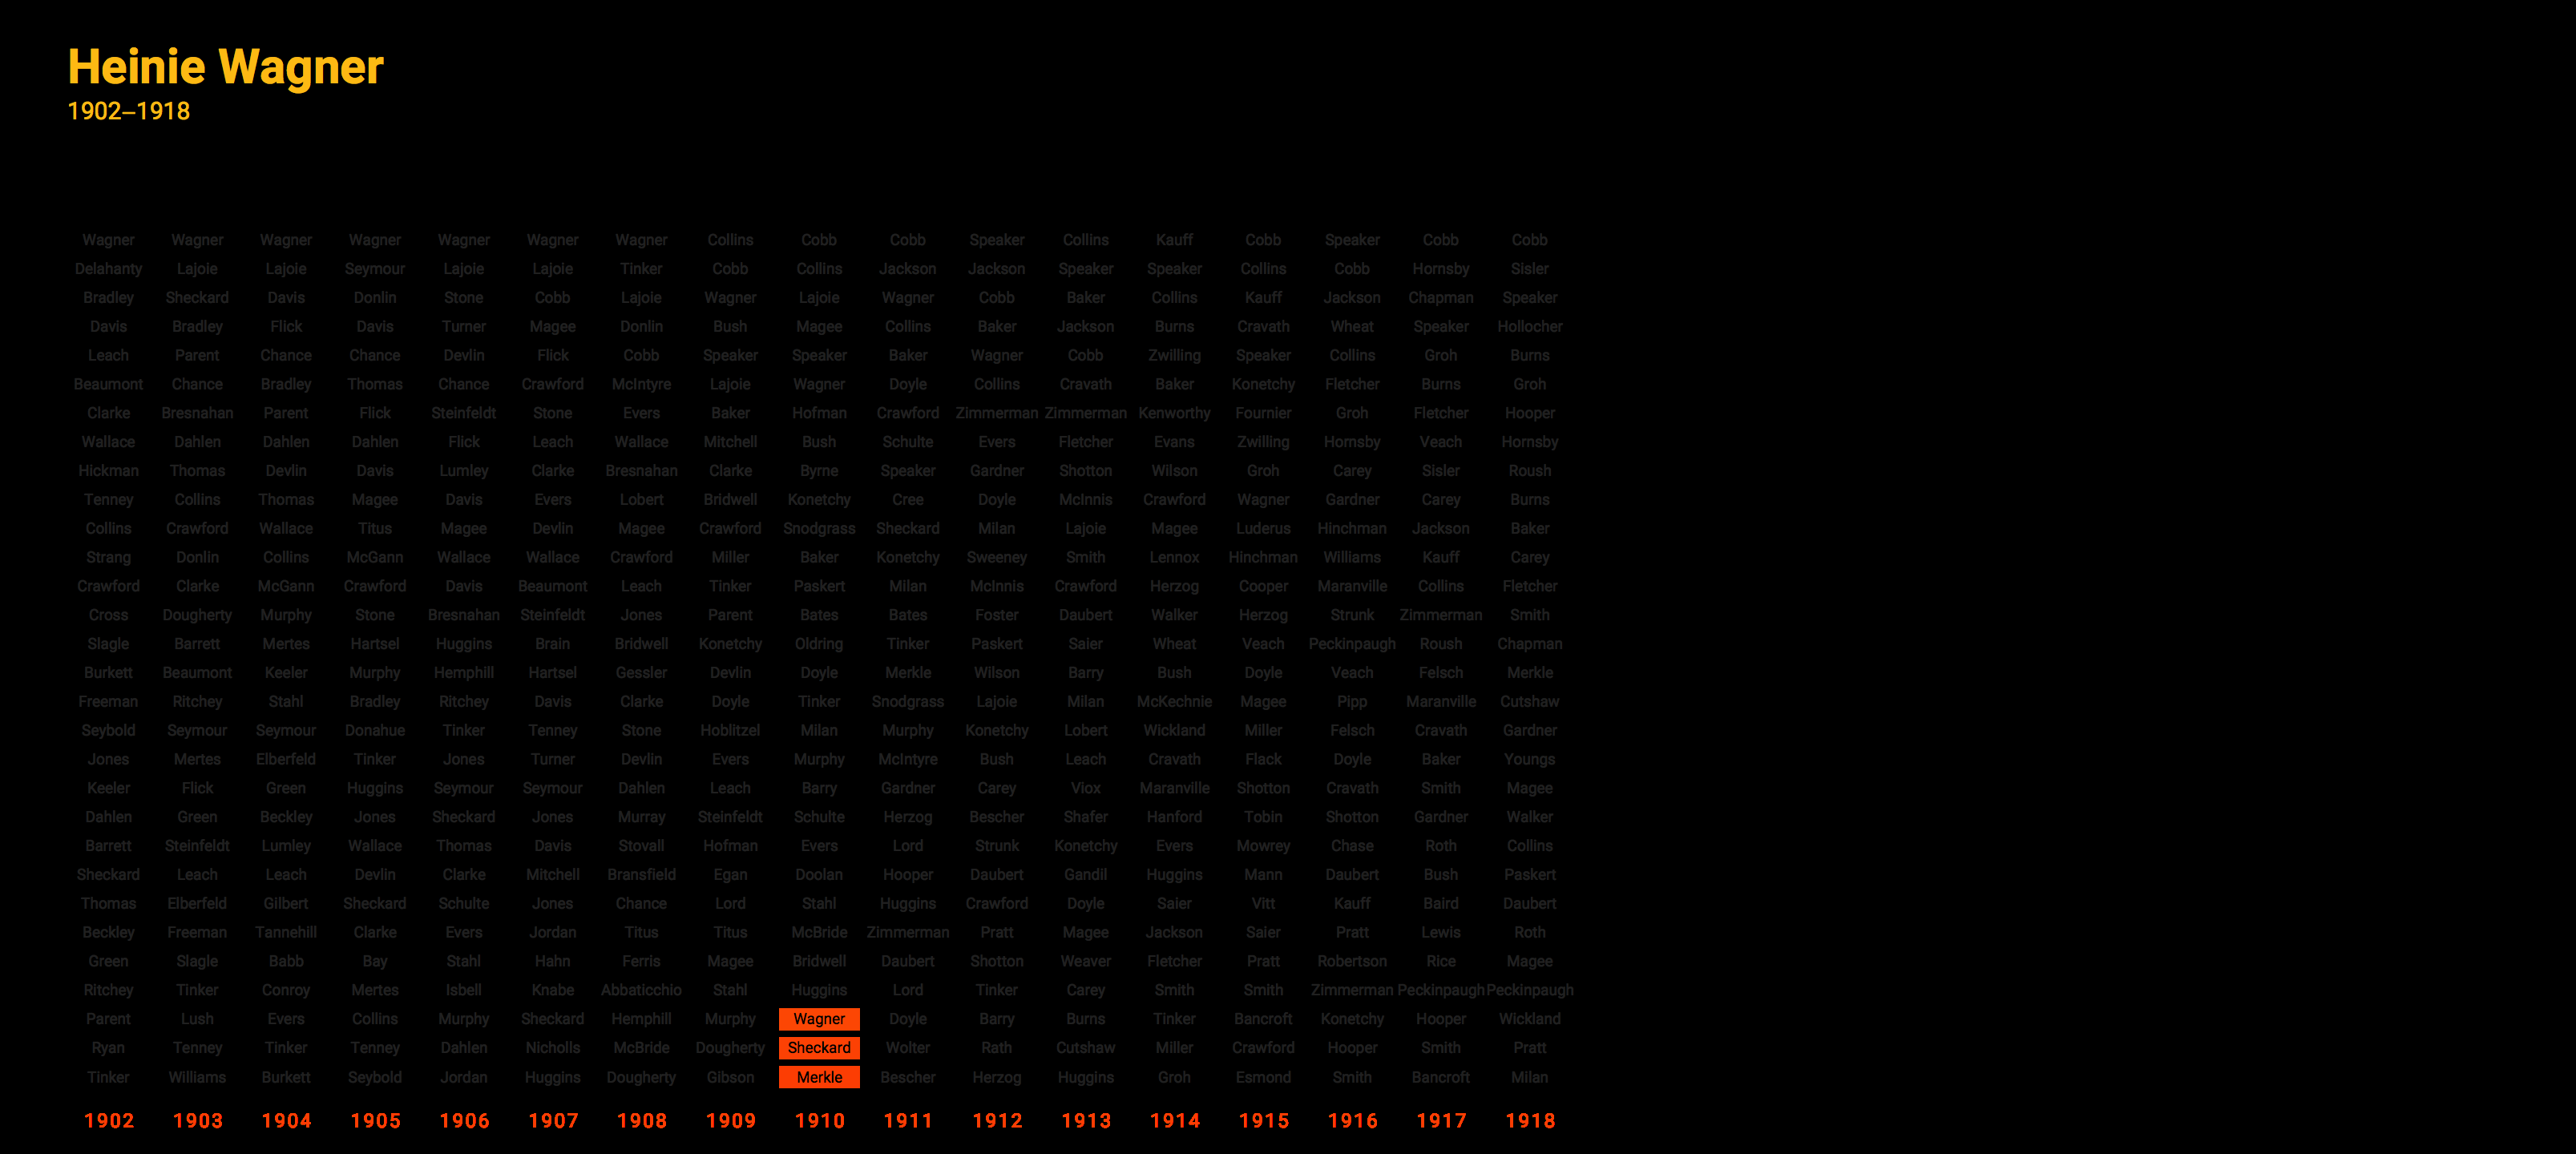 Heinie Wagner
1902–1918
Wagner Wagner Wagner Wagner Wagner Wagner Wagner Collins Cobb Cobb Speaker Collins Kauff Cobb Speaker Cobb Cobb
Delahanty Lajoie Lajoie Seymour Lajoie Lajoie Tinker Cobb Collins Jackson Jackson Speaker Speaker Collins Cobb Hornsby Sisler
Bradley Sheckard Davis Donlin Stone Cobb Lajoie Wagner Lajoie Wagner Cobb Baker Collins Kauff Jackson Chapman Speaker
Davis Bradley Flick Davis Turner Magee Donlin Bush Magee Collins Baker Jackson Burns Cravath Wheat Speaker Hollocher
Leach Parent Chance Chance Devlin Flick Cobb Speaker Speaker Baker Wagner Cobb Zwilling Speaker Collins Groh Burns
Beaumont Chance Bradley Thomas Chance Crawford McIntyre Lajoie Wagner Doyle Collins Cravath Baker Konetchy Fletcher Burns Groh
Clarke Bresnahan Parent Flick Steinfeldt Stone Evers Baker Hofman Crawford Zimmerman Zimmerman Kenworthy Fournier Groh Fletcher Hooper
Wallace Dahlen Dahlen Dahlen Flick Leach Wallace Mitchell Bush Schulte Evers Fletcher Evans Zwilling Hornsby Veach Hornsby
Hickman Thomas Devlin Davis Lumley Clarke Bresnahan Clarke Byrne Speaker Gardner Shotton Wilson Groh Carey Sisler Roush
Tenney Collins Thomas Magee Davis Evers Lobert Bridwell Konetchy Cree Doyle McInnis Crawford Wagner Gardner Carey Burns
Collins Crawford Wallace Titus Magee Devlin Magee Crawford Snodgrass Sheckard Milan Lajoie Magee Luderus Hinchman Jackson Baker
Strang Donlin Collins McGann Wallace Wallace Crawford Miller Baker Konetchy Sweeney Smith Lennox Hinchman Williams Kauff Carey
Crawford Clarke McGann Crawford Davis Beaumont Leach Tinker Paskert Milan McInnis Crawford Herzog Cooper Maranville Collins Fletcher
Cross Dougherty Murphy Stone Bresnahan Steinfeldt Jones Parent Bates Bates Foster Daubert Walker Herzog Strunk Zimmerman Smith
Slagle Barrett Mertes Hartsel Huggins Brain Bridwell Konetchy Oldring Tinker Paskert Saier Wheat Veach Peckinpaugh Roush Chapman
Burkett Beaumont Keeler Murphy Hemphill Hartsel Gessler Devlin Doyle Merkle Wilson Barry Bush Doyle Veach Felsch Merkle
Freeman Ritchey Stahl Bradley Ritchey Davis Clarke Doyle Tinker Snodgrass Lajoie Milan McKechnie Magee Pipp Maranville Cutshaw
Seybold Seymour Seymour Donahue Tinker Tenney Stone Hoblitzel Milan Murphy Konetchy Lobert Wickland Miller Felsch Cravath Gardner
Jones Mertes Elberfeld Tinker Jones Turner Devlin Evers Murphy McIntyre Bush Leach Cravath Flack Doyle Baker Youngs
Keeler Flick Green Huggins Seymour Seymour Dahlen Leach Barry Gardner Carey Viox Maranville Shotton Cravath Smith Magee
Dahlen Green Beckley Jones Sheckard Jones Murray Steinfeldt Schulte Herzog Bescher Shafer Hanford Tobin Shotton Gardner Walker
Barrett Steinfeldt Lumley Wallace Thomas Davis Stovall Hofman Evers Lord Strunk Konetchy Evers Mowrey Chase Roth Collins
Sheckard Leach Leach Devlin Clarke Mitchell Bransfield Egan Doolan Hooper Daubert Gandil Huggins Mann Daubert Bush Paskert
Thomas Elberfeld Gilbert Sheckard Schulte Jones Chance Lord Stahl Huggins Crawford Doyle Saier Vitt Kauff Baird Daubert
Beckley Freeman Tannehill Clarke Evers Jordan Titus Titus McBride Zimmerman Pratt Magee Jackson Saier Pratt Lewis Roth
Green Slagle Babb Bay Stahl Hahn Ferris Magee Bridwell Daubert Shotton Weaver Fletcher Pratt Robertson Rice Magee
Ritchey Tinker Conroy Mertes Isbell Knabe Abbaticchio Stahl Huggins Lord Tinker Carey Smith Smith Zimmerman Peckinpaugh Peckinpaugh
Parent Lush Evers Collins Murphy Sheckard Hemphill Murphy Wagner Doyle Barry Burns Tinker Bancroft Konetchy Hooper Wickland
Ryan Tenney Tinker Tenney Dahlen Nicholls McBride Dougherty Sheckard Wolter Rath Cutshaw Miller Crawford Hooper Smith Pratt
Tinker Williams Burkett Seybold Jordan Huggins Dougherty Gibson Merkle Bescher Herzog Huggins Groh Esmond Smith Bancroft Milan
1902 1903 1904 1905 1906 1907 1908 1909 1910 1911 1912 1913 1914 1915 1916 1917 1918